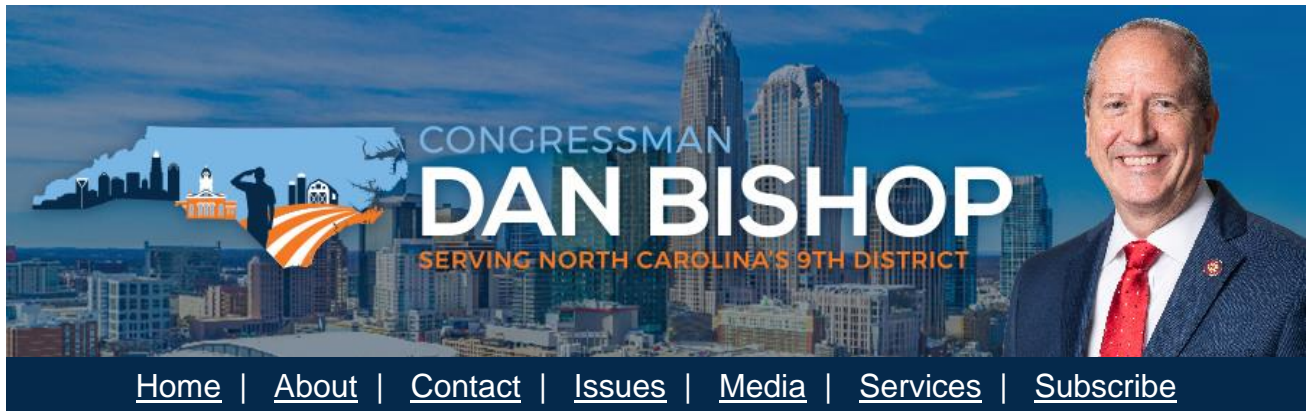 CONGRESSMAN
DAN BISHOP
SERVING NORTH CAROLINA'S 9TH DISTRICT
Home | About | Contact | Issues | Media | Services | Subscribe